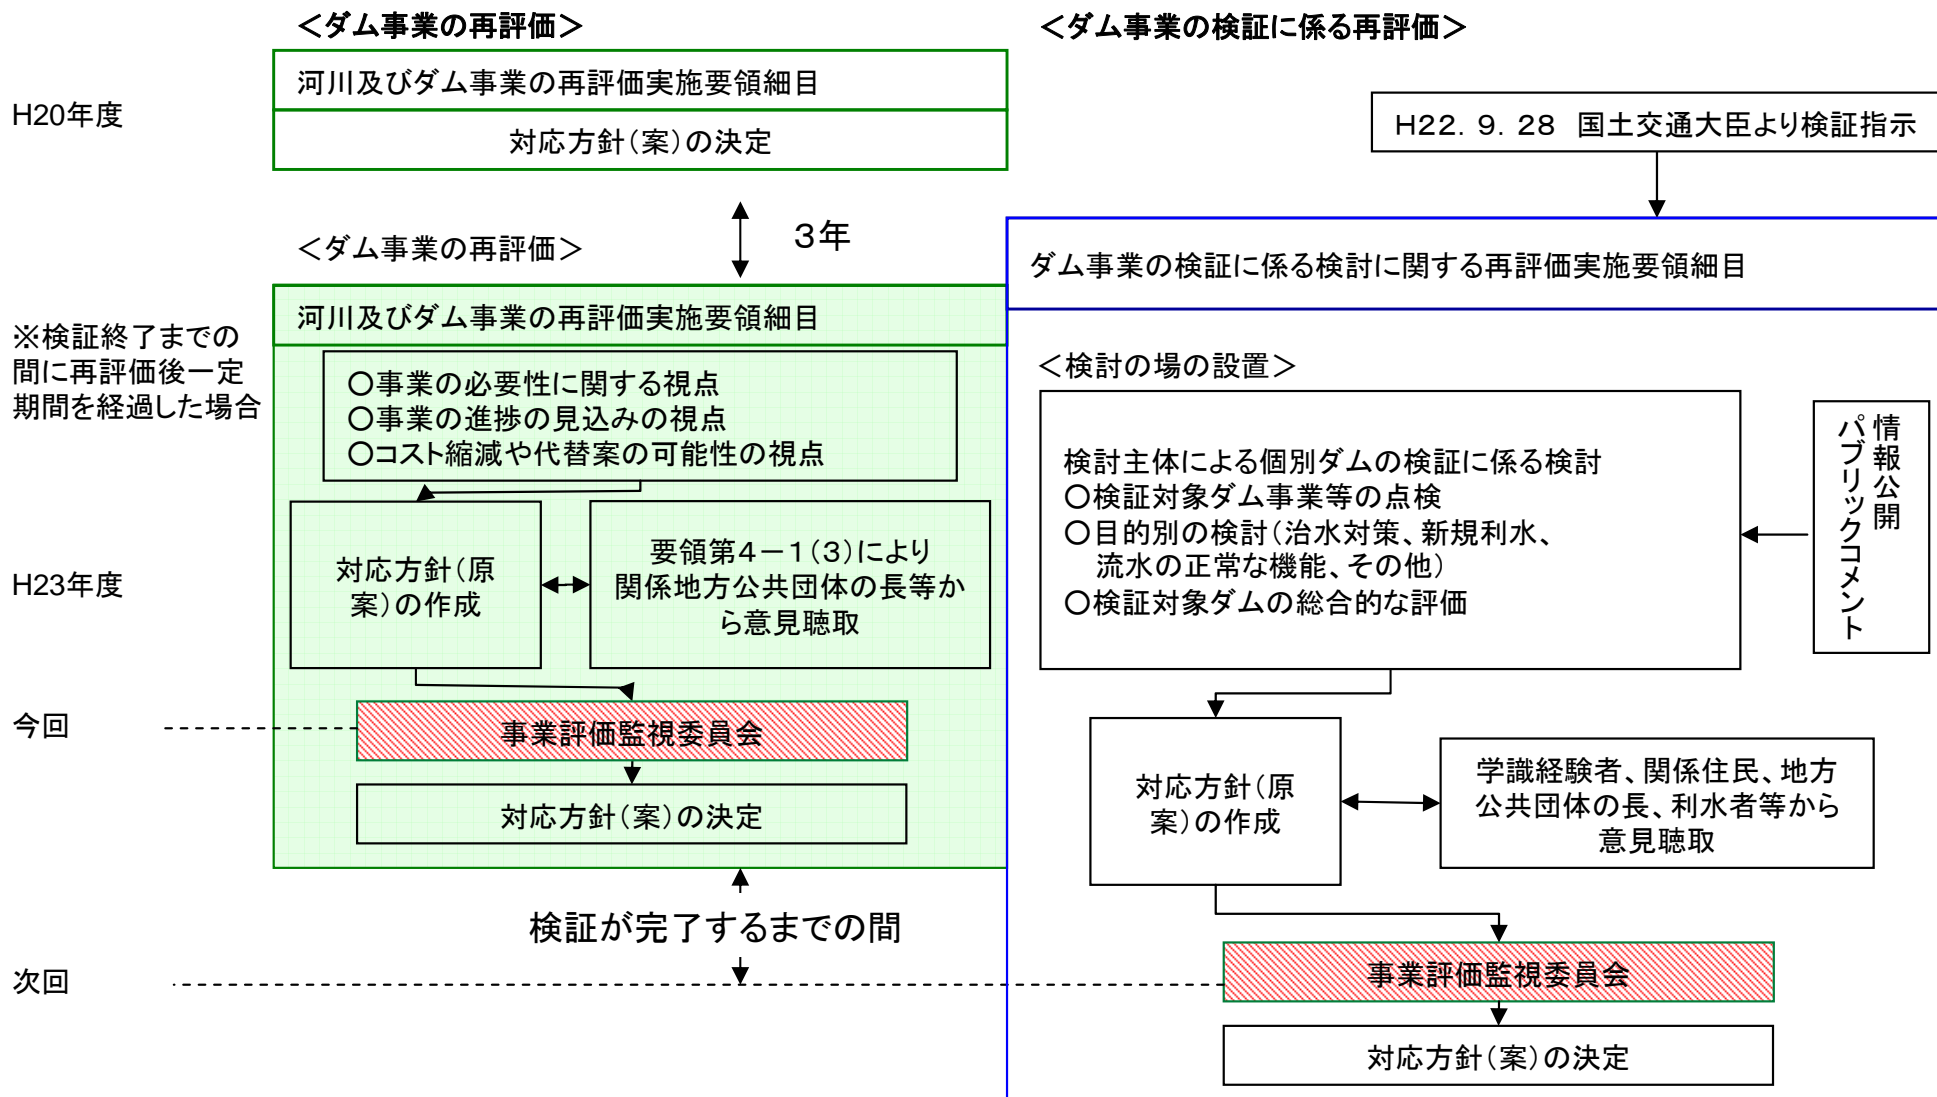 <ダム事業の再評価>
河川及びダム事業の再評価実施要領細目
H20年度
対応方針(案)の決定
3年
<ダム事業の再評価>
河川及びダム事業の再評価実施要領細目
※検証終了までの
間に再評価後一定
期間を経過した場合
○事業の必要性に関する視点
○事業の進捗の見込みの視点
○コスト縮減や代替案の可能性の視点
H23年度
対応方針(原
案)の作成
要領第4-1(3)により
関係地方公共団体の長等か
ら意見聴取
今回
事業評価監視委員会
対応方針(案)の決定
検証が完了するまでの間
次回
<ダム事業の検証に係る再評価>
H22.9.28 国土交通大臣より検証指示
ダム事業の検証に係る検討に関する再評価実施要領細目
<検討の場の設置>
検討主体による個別ダムの検証に係る検討
○検証対象ダム事業等の点検
○目的別の検討(治水対策、新規利水、
流水の正常な機能、その他)
○検証対象ダムの総合的な評価
情報公開
パブリックコメント
対応方針(原
案)の作成
学識経験者、関係住民、地方
公共団体の長、利水者等から
意見聴取
事業評価監視委員会
対応方針(案)の決定